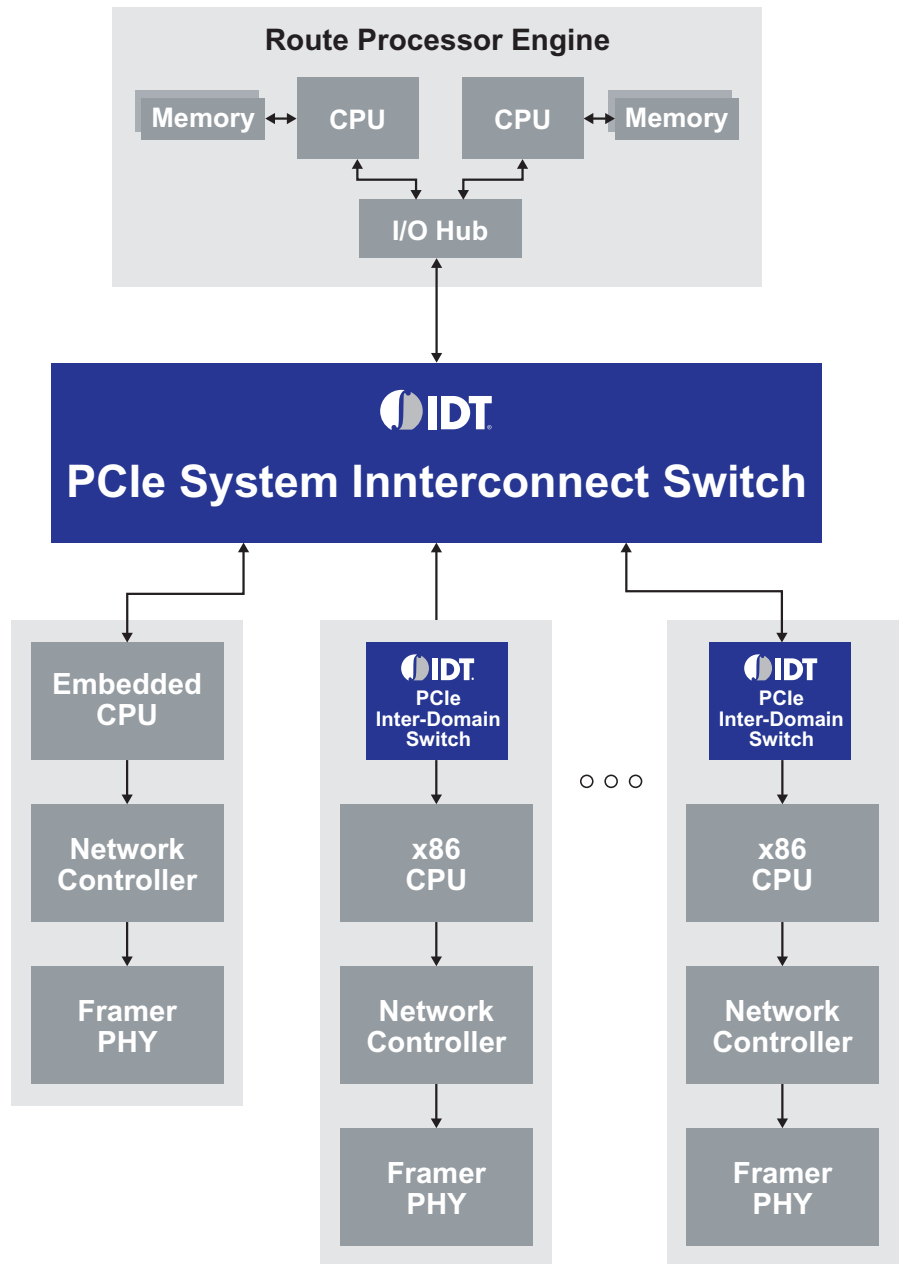 Route Processor Engine
Memory
CPU
CPU
Memory
I/O Hub
IDT
PCIe System Innterconnect Switch
Embedded
CPU
Network
Controller
Framer
PHY
IDT
PCIe
Inter-Domain
Switch
x86
CPU
Network
Controller
Framer
PHY
IDT
PCIe
Inter-Domain
Switch
x86
CPU
Network
Controller
Framer
PHY